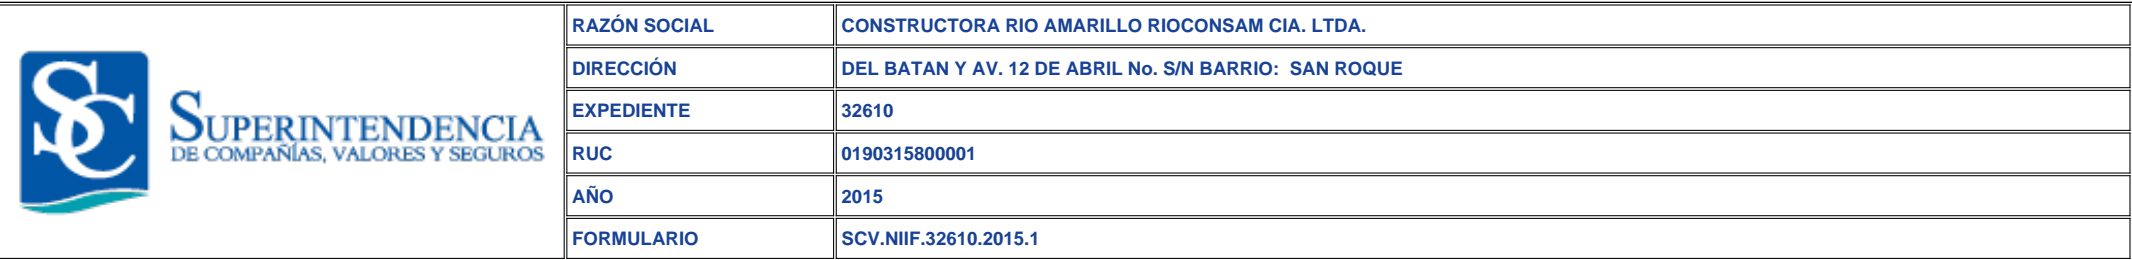 SC
SUPERINTENDENCIA
DE COMPAÑÍAS, VALORES Y SEGUROS
RAZÓN SOCIAL CONSTRUCTORA RIO AMARILLO RIOCONSAM CIA. LTDA.
DIRECCIÓN DEL BATAN Y AV. 12 DE ABRIL No. S/N BARRIO: SAN ROQUE
EXPEDIENTE 32610
RUC 0190315800001
AÑO 2015
FORMULARIO SCV.NIIF.32610.2015.1